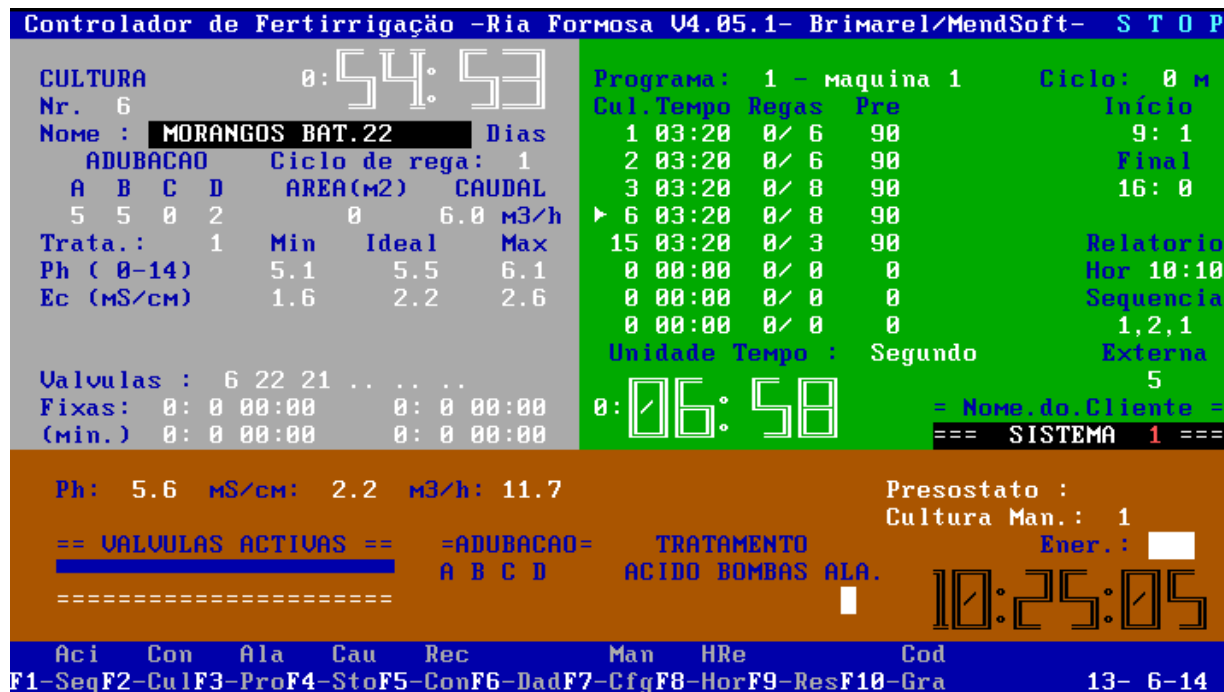 Controlador de Fertirrigação -Ria Formosa V4.05.1- Brimarel/MendSoft- S T O P
CULTURA 0:54:53
Nr. 6
Nome : MORANGOS BAT.22 Dias
ADUBACAO Ciclo de rega: 1
A B C D AREA(m2) CAUDAL
5 5 0 2 0 6.0 m3/h
Trata.: 1 Min Ideal Max
Ph ( 0-14) 5.1 5.5 6.1
Ec (mS/cm) 1.6 2.2 2.6
Valvulas : 6 22 21 .. .. ..
Fixas: 0: 0 00:00 0: 0 00:00
(min.) 0: 0 00:00 0: 0 00:00
Programa: 1 - maquina 1 Ciclo: 0 m
Cul.Tempo Regas Pre Início
1 03:20 0/ 6 90 9: 1
2 03:20 0/ 6 90 Final
3 03:20 0/ 8 90 16: 0
► 6 03:20 0/ 8 90
15 03:20 0/ 3 90 Relatorio
0 00:00 0/ 0 0 Hor 10:10
0 00:00 0/ 0 0 Sequencia
0 00:00 0/ 0 0 1,2,1
Unidade Tempo : Segundo Externa
5
0:06:58 = Nome.do.Cliente =
=== SISTEMA 1 ===
Ph: 5.6 mS/cm: 2.2 m3/h: 11.7 Presostato :
Cultura Man.: 1
== VALVULAS ACTIVAS == =ADUBACAO= TRATAMENTO Ener.:
A B C D ACIDO BOMBAS ALA.
====================== 10:25:05
Aci Con Ala Cau Rec Man HRe Cod
F1-SeqF2-CulF3-ProF4-StoF5-ConF6-DadF7-CfgF8-HorF9-ResF10-Gra 13- 6-14